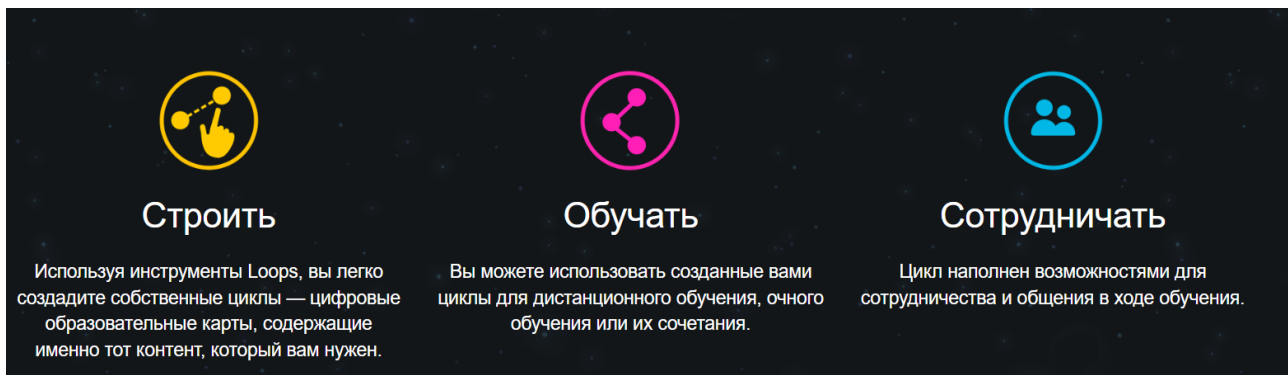 Строить
Используя инструменты Loops, вы легко
создадите собственные циклы — цифровые
образовательные карты, содержащие
именно тот контент, который вам нужен.
Обучать
Вы можете использовать созданные вами
циклы для дистанционного обучения, очного
обучения или их сочетания.
Сотрудничать
Цикл наполнен возможностями для
сотрудничества и общения в ходе обучения.